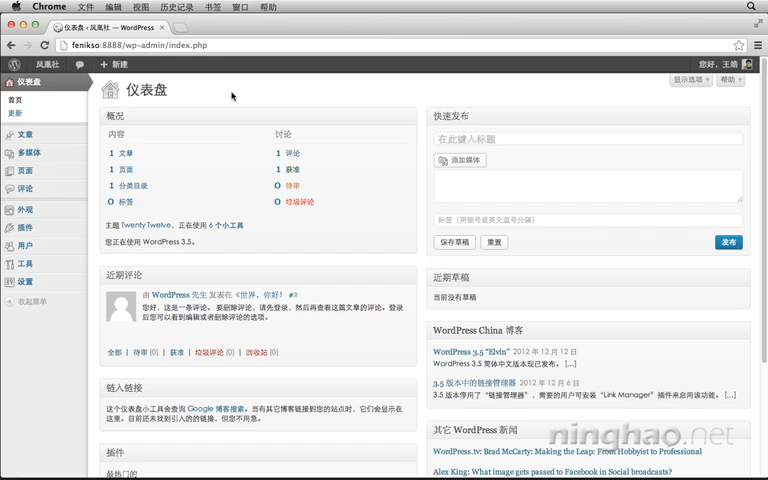 Chrome 文件 编辑 视图 历史记录 书签 窗口 帮助
仪表盘 ‹ 凤凰社 — WordPress
fenikso:8888/wp-admin/index.php
凤凰社 + 新建 您好，王皓
仪表盘
首页
更新
文章
多媒体
页面
评论
外观
插件
用户
工具
设置
收起菜单
显示选项 帮助
仪表盘
概况
内容 讨论
1 文章 1 评论
1 页面 1 获准
1 分类目录 0 待审
0 标签 0 垃圾评论
主题 Twenty Twelve，正在使用 6 个小工具
您正在使用 WordPress 3.5。
近期评论
由 WordPress 先生 发表在《世界，你好！ #》
您好，这是一条评论。 要删除评论，请先登录，然后再查看这篇文章的评论。登录
后您可以看到编辑或者删除评论的选项。
全部 | 待审 (0) | 获准 | 垃圾评论 (0) | 回收站 (0)
链入链接
这个仪表盘小工具会查询 Google 博客搜索。当有其它博客链接到您的站点时，它们会显示在
这里。目前还未找到引入的的链接，但您不用急。
插件
最热门的
快速发布
在此键入标题
添加媒体
标签（用顿号或英文逗号分隔）
保存草稿 重置 发布
近期草稿
当前没有草稿
WordPress China 博客
WordPress 3.5 “Elvin” 2012 年 12 月 12 日
WordPress 3.5 简体中文版本现已发布。 [...]
3.5 版本中的链接管理器 2012 年 12 月 6 日
3.5 版本停用了“链接管理器”，需要的用户可安装“Link Manager”插件来启用该功能。 [...]
其它 WordPress 新闻
WordPress.tv: Brad McCarty: Making the Leap: From Hobbyist to Professional
Alex King: What image gets passed to Facebook in Social broadcasts?
ninghao.net